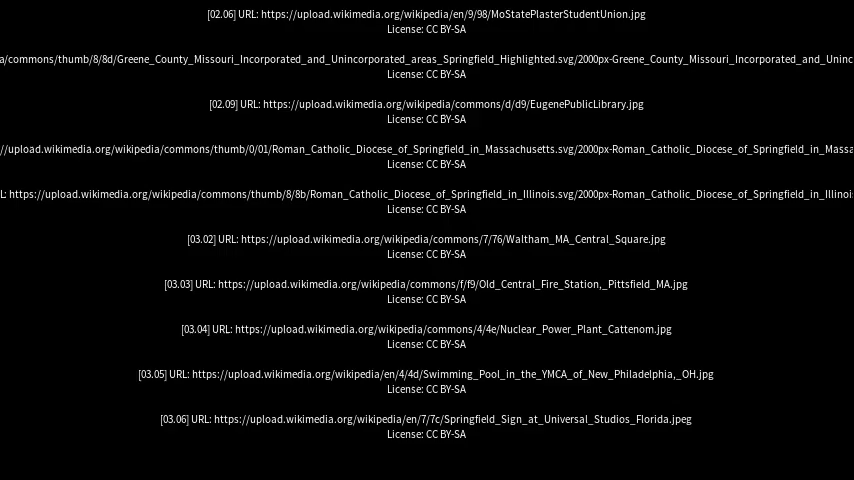 [02.06] URL: https://upload.wikimedia.org/wikipedia/en/9/98/MoStatePlasterStudentUnion.jpg
License: CC BY-SA
a/commons/thumb/8/8d/Greene_County_Missouri_Incorporated_and_Unincorporated_areas_Springfield_Highlighted.svg/2000px-Greene_County_Missouri_Incorporated_and_Uninc
License: CC BY-SA
[02.09] URL: https://upload.wikimedia.org/wikipedia/commons/d/d9/EugenePublicLibrary.jpg
License: CC BY-SA
//upload.wikimedia.org/wikipedia/commons/thumb/0/01/Roman_Catholic_Diocese_of_Springfield_in_Massachusetts.svg/2000px-Roman_Catholic_Diocese_of_Springfield_in_Massa
License: CC BY-SA
L: https://upload.wikimedia.org/wikipedia/commons/thumb/8/8b/Roman_Catholic_Diocese_of_Springfield_in_Illinois.svg/2000px-Roman_Catholic_Diocese_of_Springfield_in_Illinois
License: CC BY-SA
[03.02] URL: https://upload.wikimedia.org/wikipedia/commons/7/76/Waltham_MA_Central_Square.jpg
License: CC BY-SA
[03.03] URL: https://upload.wikimedia.org/wikipedia/commons/f/f9/Old_Central_Fire_Station,_Pittsfield_MA.jpg
License: CC BY-SA
[03.04] URL: https://upload.wikimedia.org/wikipedia/commons/4/4e/Nuclear_Power_Plant_Cattenom.jpg
License: CC BY-SA
[03.05] URL: https://upload.wikimedia.org/wikipedia/en/4/4d/Swimming_Pool_in_the_YMCA_of_New_Philadelphia,_OH.jpg
License: CC BY-SA
[03.06] URL: https://upload.wikimedia.org/wikipedia/en/7/7c/Springfield_Sign_at_Universal_Studios_Florida.jpeg
License: CC BY-SA